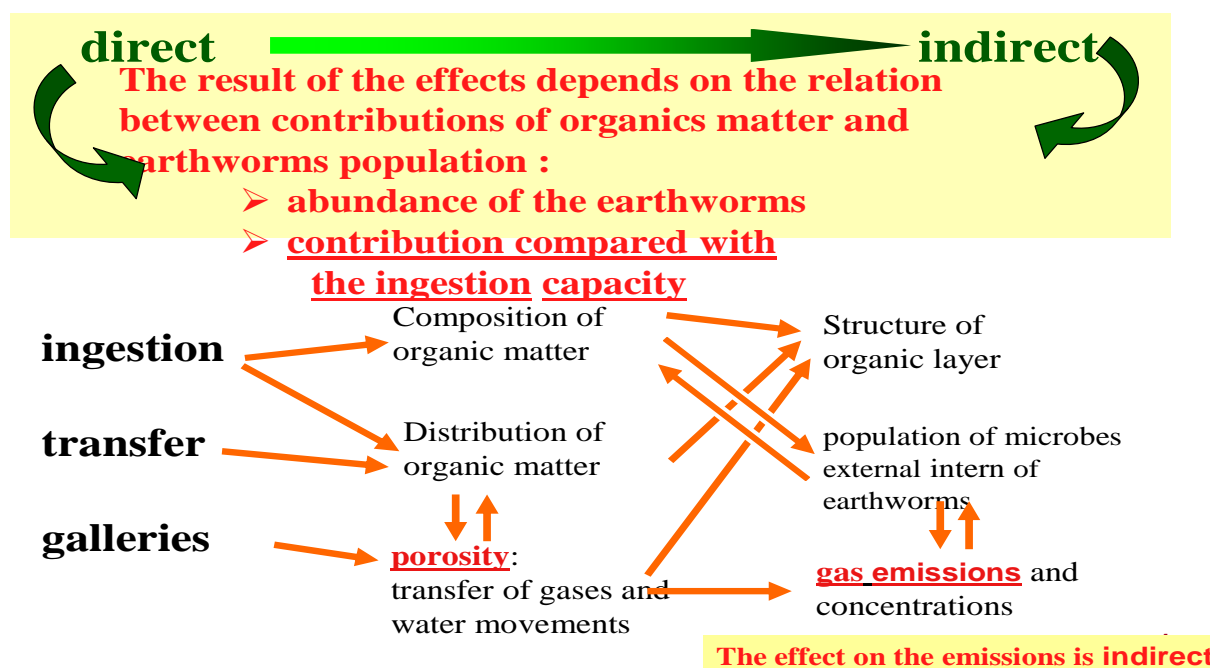 direct indirect
The result of the effects depends on the relation
between contributions of organics matter and
earthworms population :
➢ abundance of the earthworms
➢ contribution compared with
the ingestion capacity
ingestion
transfer
galleries
Composition of
organic matter
Distribution of
organic matter
porosity:
transfer of gases and
water movements
Structure of
organic layer
population of microbes
external intern of
earthworms
gas emissions and
concentrations
The effect on the emissions is indirect